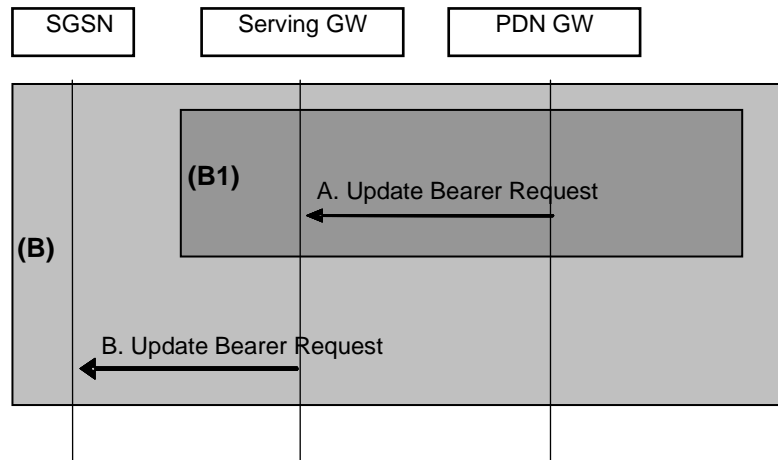 SGSN
Serving GW
PDN GW
(B1)
A. Update Bearer Request
(B)
B. Update Bearer Request